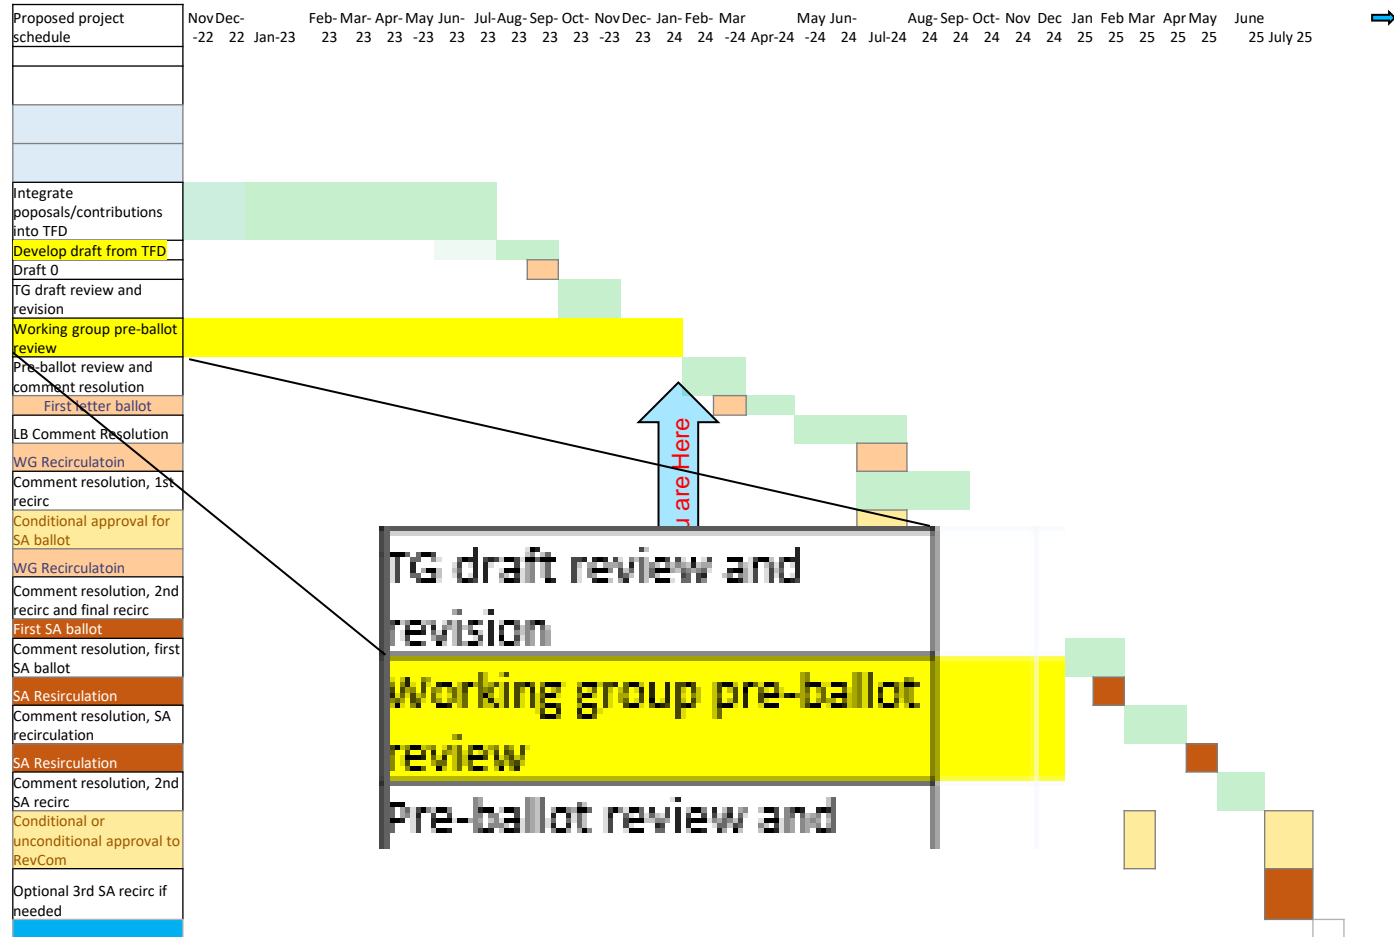 Proposed project schedule
Nov-22 Dec-22 Jan-23 Feb-23 Mar-23 Apr-23 May-23 Jun-23 Jul-23 Aug-23 Sep-23 Oct-23 Nov-23 Dec-23 Jan-24 Feb-24 Mar-24 Apr-24 May-24 Jun-24 Jul-24 Aug-24 Sep-24 Oct-24 Nov 24 Dec 24 Jan 25 Feb 25 Mar 25 Apr 25 May 25 June 25 July 25
Integrate
poposals/contributions
into TFD
Develop draft from TFD
Draft 0
TG draft review and
revision
Working group pre-ballot
review
Pre-ballot review and
comment resolution
First letter ballot
LB Comment Resolution
WG Recirculatoin
Comment resolution, 1st
recirc
Conditional approval for
SA ballot
WG Recirculatoin
Comment resolution, 2nd
recirc and final recirc
First SA ballot
Comment resolution, first
SA ballot
SA Resirculation
Comment resolution, SA
recirculation
SA Resirculation
Comment resolution, 2nd
SA recirc
Conditional or
unconditional approval to
RevCom
Optional 3rd SA recirc if
needed
u are Here
TG draft review and
revision
Working group pre-ballot
review
Pre-ballot review and